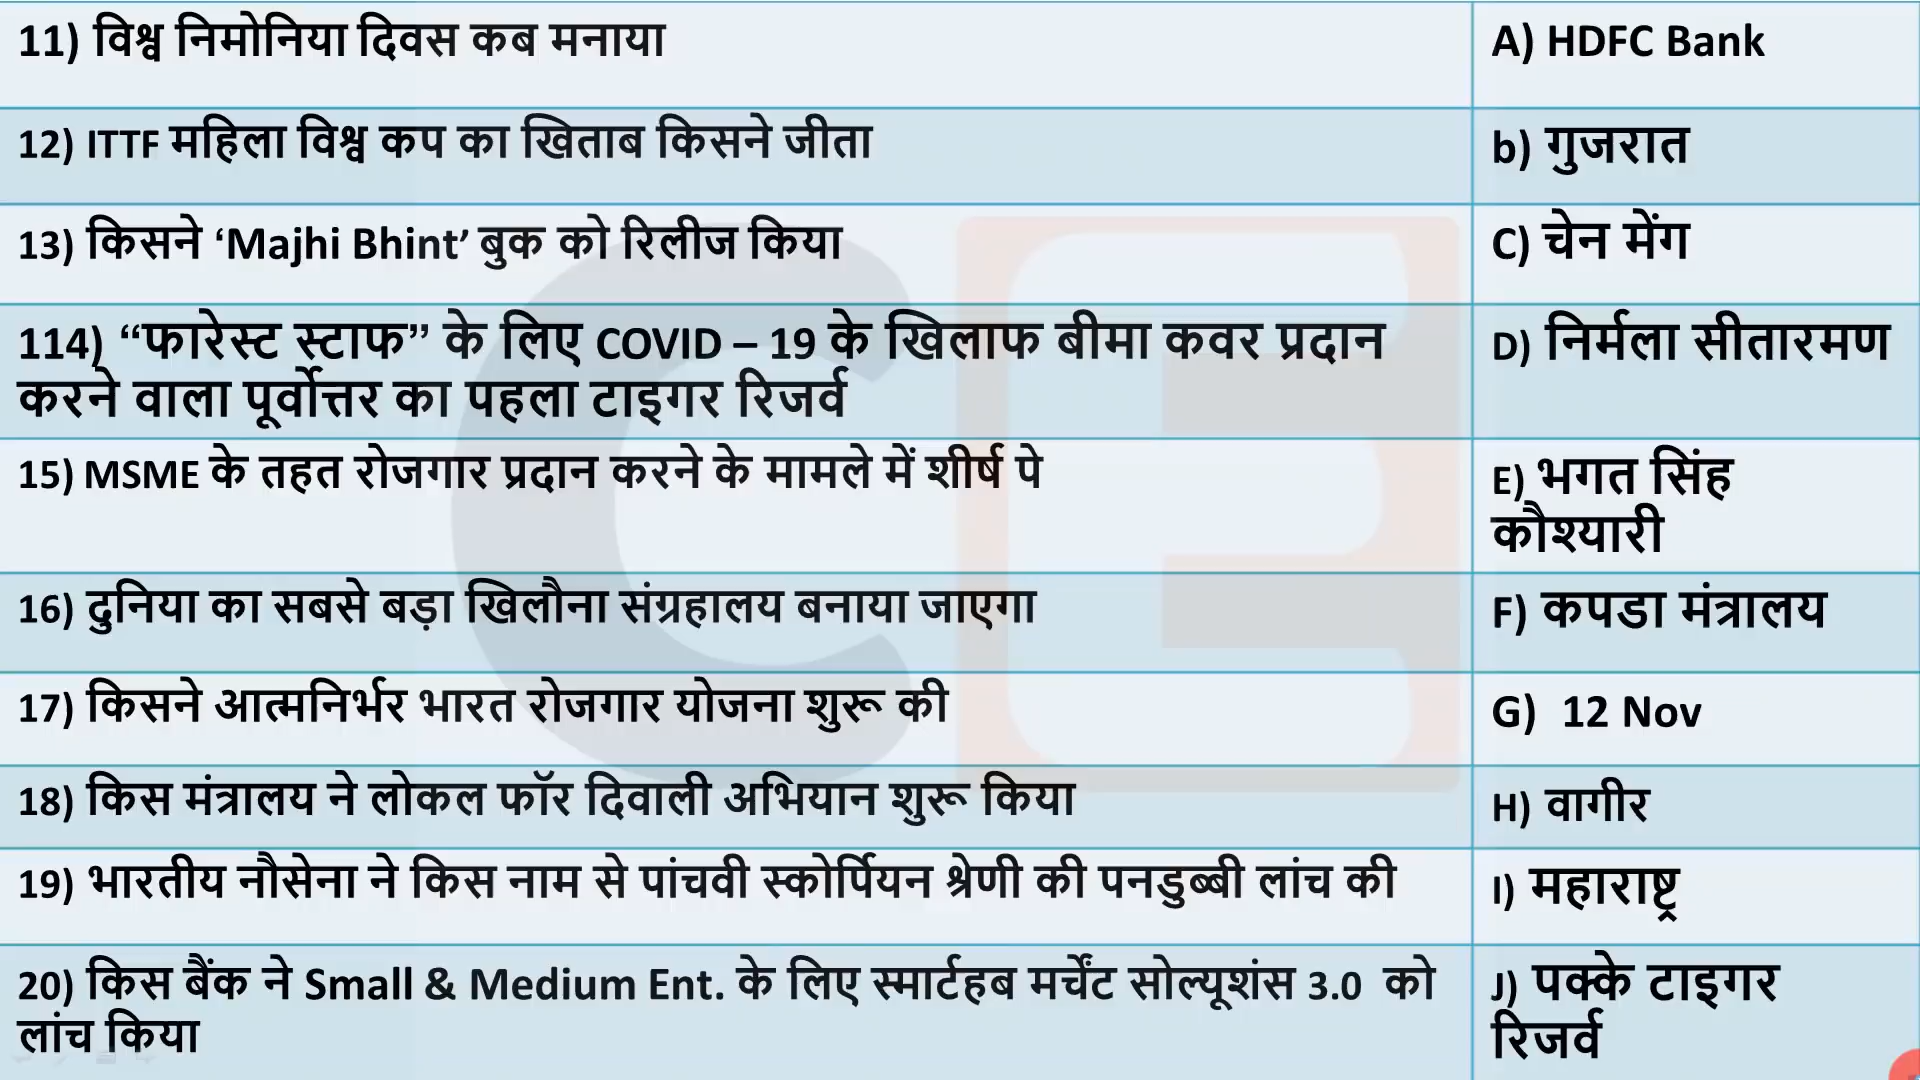 11) विश्व निमोनिया दिवस कब मनाया
A) HDFC Bank
12) ITTF महिला विश्व कप का खिताब किसने जीता
b) गुजरात
13) किसने ‘Majhi Bhint’ बुक को रिलीज किया
C) चेन मेंग
114) “फारेस्ट स्टाफ” के लिए COVID – 19 के खिलाफ बीमा कवर प्रदान
करने वाला पूर्वोत्तर का पहला टाइगर रिजर्व
D) निर्मला सीतारमण
15) MSME के तहत रोजगार प्रदान करने के मामले में शीर्ष पे
E) भगत सिंह
कौश्यारी
16) दुनिया का सबसे बड़ा खिलौना संग्रहालय बनाया जाएगा
F) कपडा मंत्रालय
17) किसने आत्मनिर्भर भारत रोजगार योजना शुरू की
G) 12 Nov
18) किस मंत्रालय ने लोकल फॉर दिवाली अभियान शुरू किया
H) वागीर
19) भारतीय नौसेना ने किस नाम से पांचवी स्कोर्पियन श्रेणी की पनडुब्बी लांच की
I) महाराष्ट्र
20) किस बैंक ने Small & Medium Ent. के लिए स्मार्टहब मर्चेंट सोल्यूशंस 3.0 को
लांच किया
J) पक्के टाइगर
रिजर्व
CE